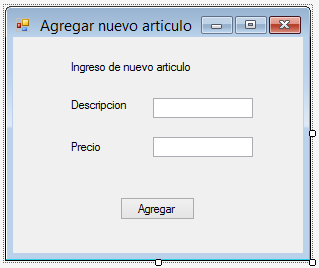 Agregar nuevo articulo
Ingreso de nuevo articulo
Descripcion
Precio
Agregar